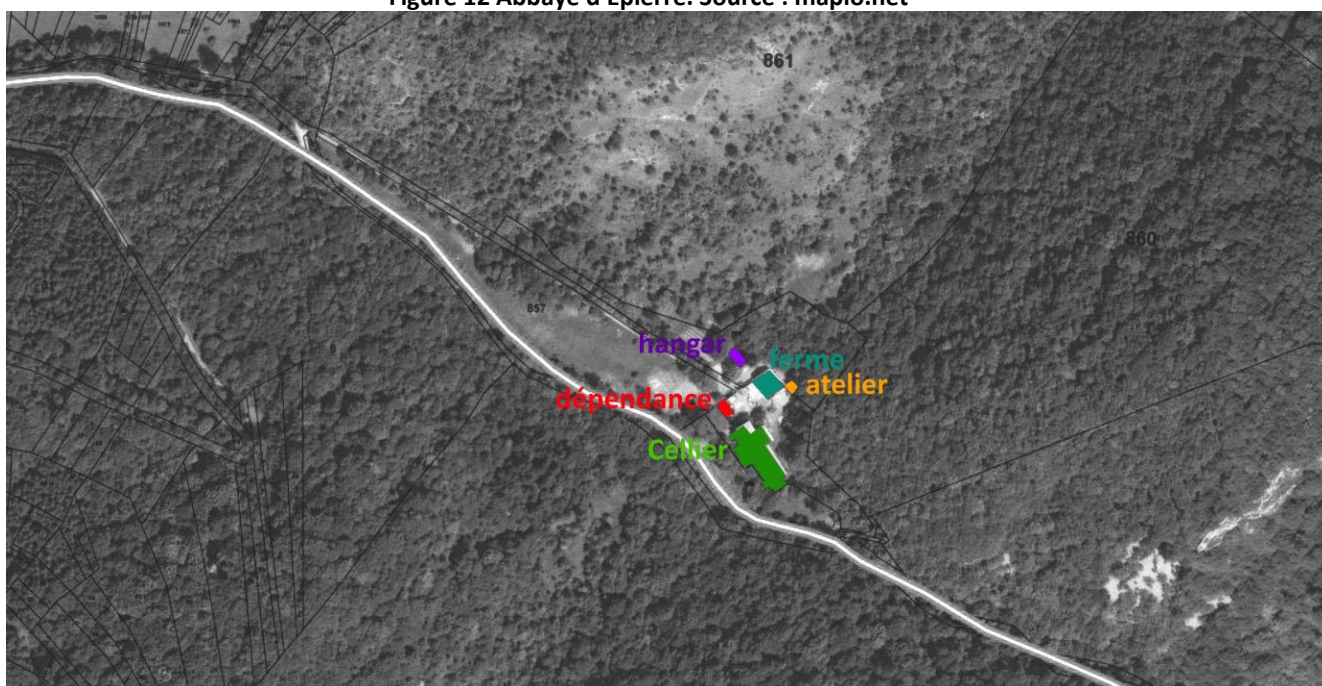 Figure 12 Abbaye d'Epierre. Source : maplo.net
861
860
857
hangar
ferme
atelier
dépendance
Cellier